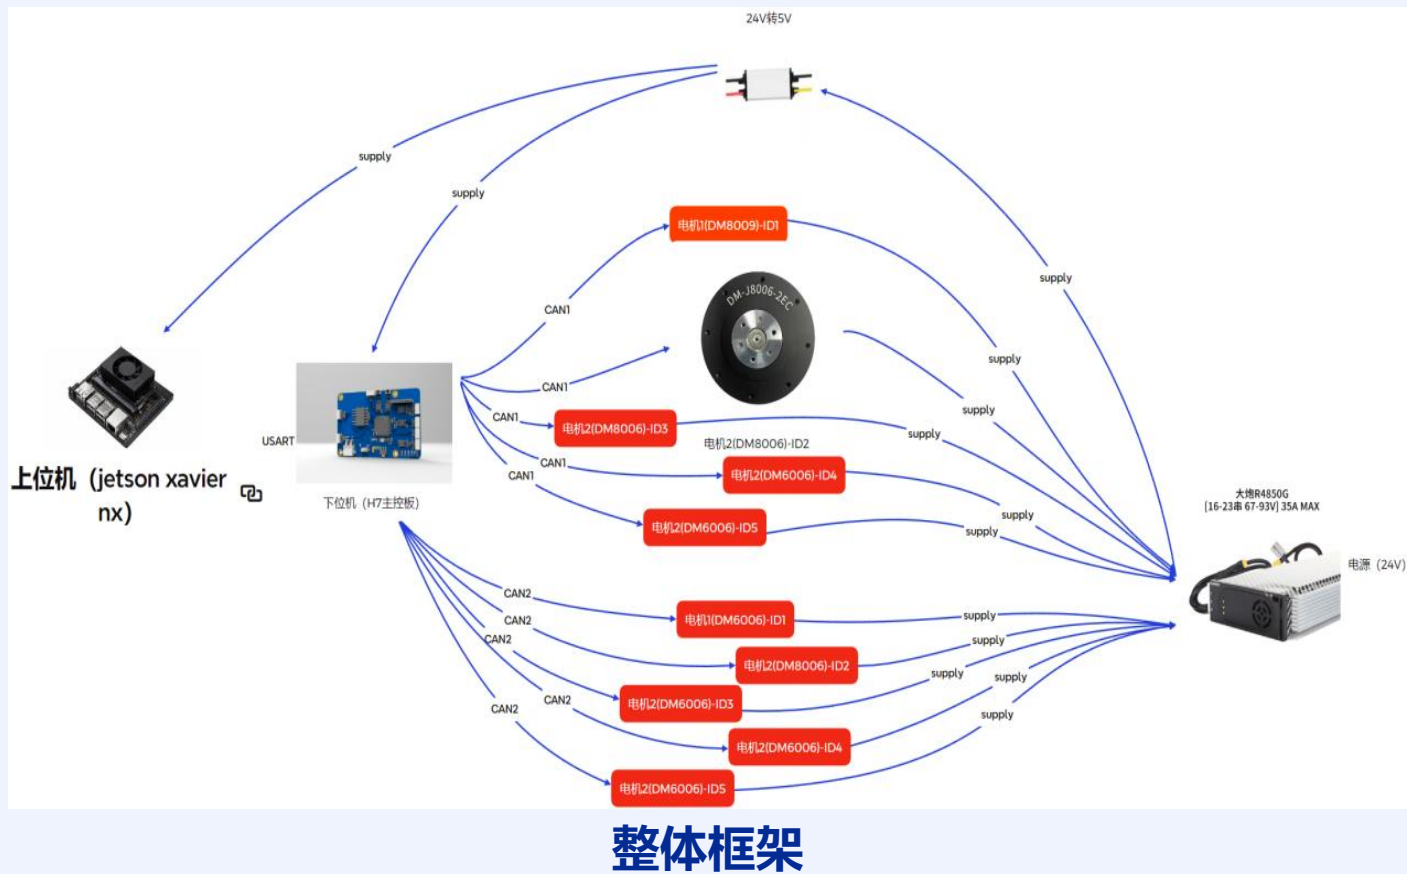 24V转5V
supply
supply
电机1(DM8009)-ID1
supply
CAN1
DM-J8006-2EC
supply
CAN1
supply
CAN1
电机2(DM8006)-ID3
supply
USART
电机2(DM8006)-ID2
CAN1
电机2(DM6006)-ID4
CAN1
上位机（jetson xavier
nx）
下位机（H7主控板）
大炮R4850G
[16-23串 67-93V] 35A MAX
supply
电机2(DM6006)-ID5
supply
电源（24V）
CAN2
电机1(DM6006)-ID1
supply
CAN2
CAN2
supply
电机2(DM8006)-ID2
supply
supply
CAN2
电机2(DM6006)-ID3
CAN2
supply
电机2(DM6006)-ID4
电机2(DM6006)-ID5
整体框架